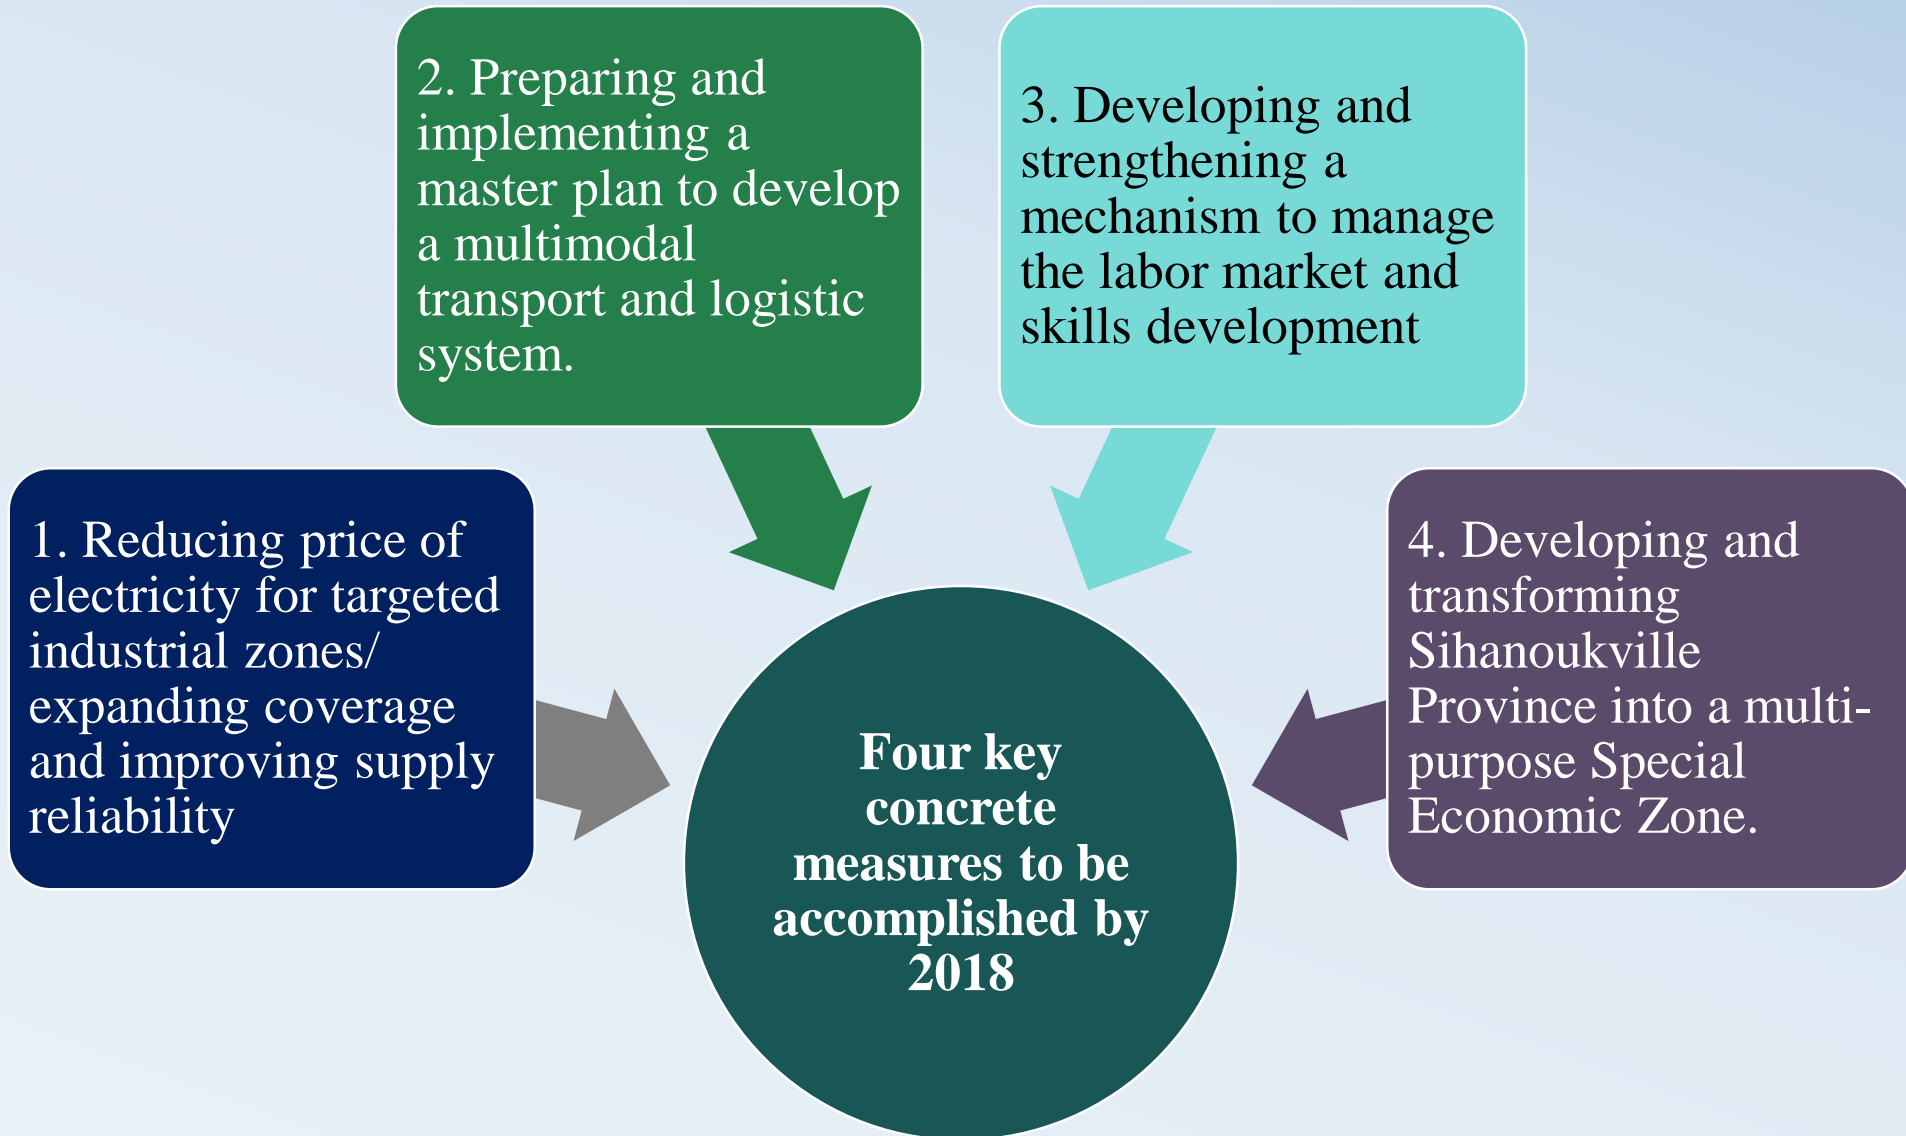 2. Preparing and
implementing a
master plan to develop
a multimodal
transport and logistic
system.
3. Developing and
strengthening a
mechanism to manage
the labor market and
skills development
1. Reducing price of
electricity for targeted
industrial zones/
expanding coverage
and improving supply
reliability
4. Developing and
transforming
Sihanoukville
Province into a multi-
purpose Special
Economic Zone.
Four key
concrete
measures to be
accomplished by
2018